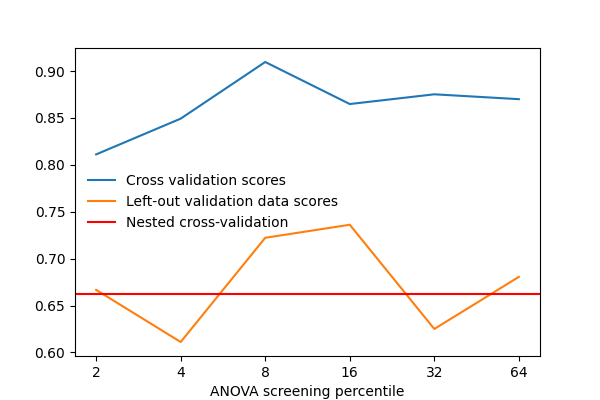 0.90
0.85
0.80
0.75
0.70
0.65
0.60
Cross validation scores
Left-out validation data scores
Nested cross-validation
2 4 8 16 32 64
ANOVA screening percentile